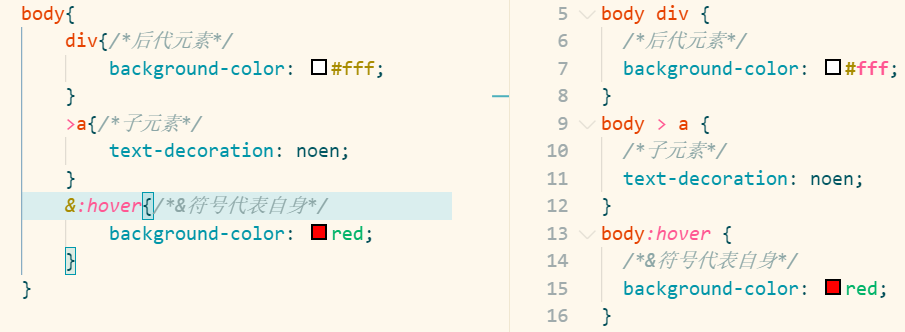 body{
div{/*后代元素*/
background-color: #fff;
}
>a{/*子元素*/
text-decoration: noen;
}
&:hover{/*&符号代表自身*/
background-color: red;
}
}
5 body div {
6 /*后代元素*/
7 background-color: #fff;
8 }
9 body > a {
10 /*子元素*/
11 text-decoration: noen;
12 }
13 body:hover {
14 /*&符号代表自身*/
15 background-color: red;
16 }